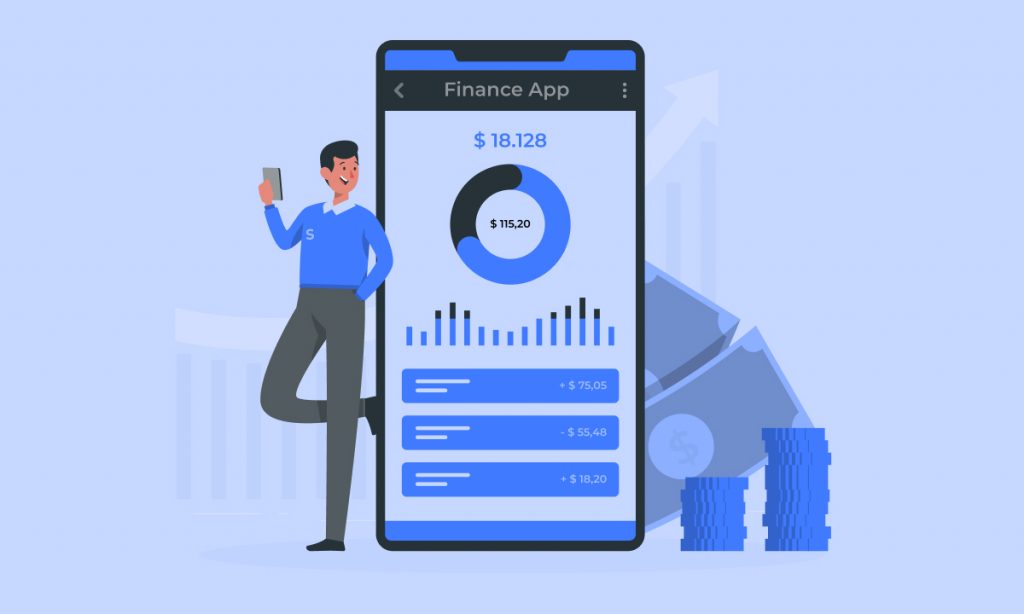 Finance App
$ 18.128
$ 115,20
S
+ $ 75,05
- $ 55,48
+ $ 18,20
$